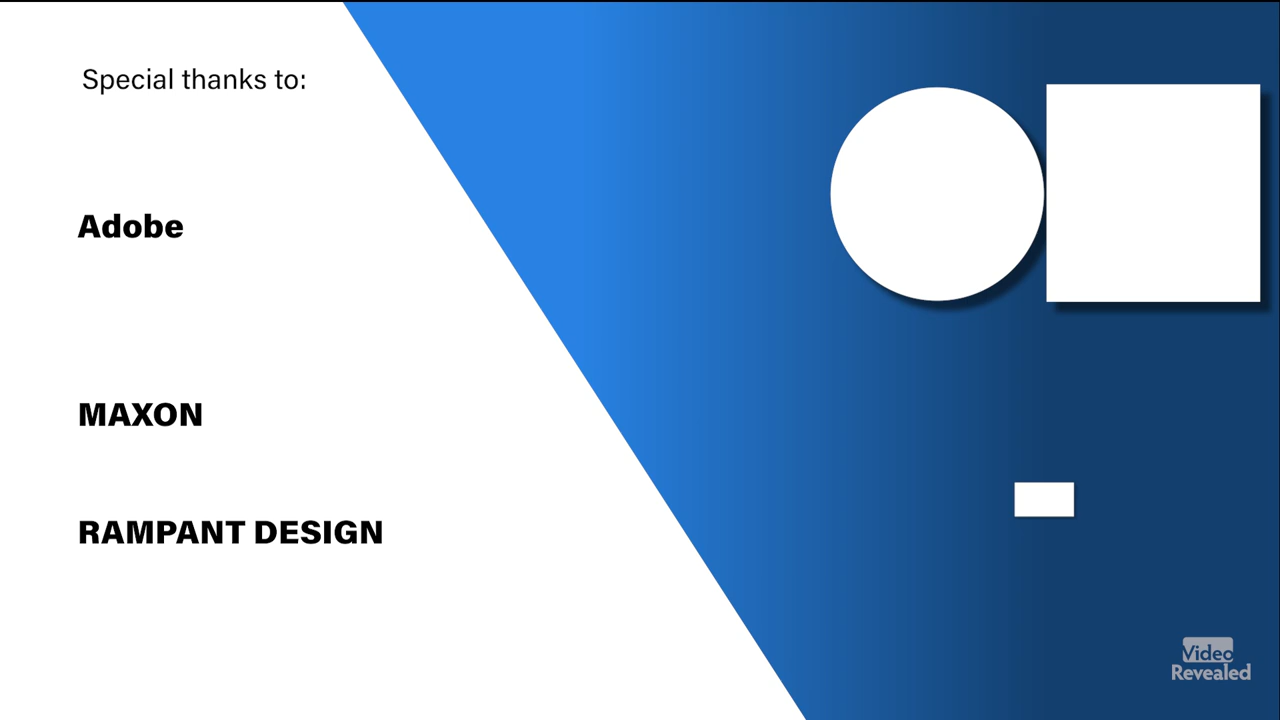 Special thanks to:
Adobe
MAXON
RAMPANT DESIGN
Video
Revealed